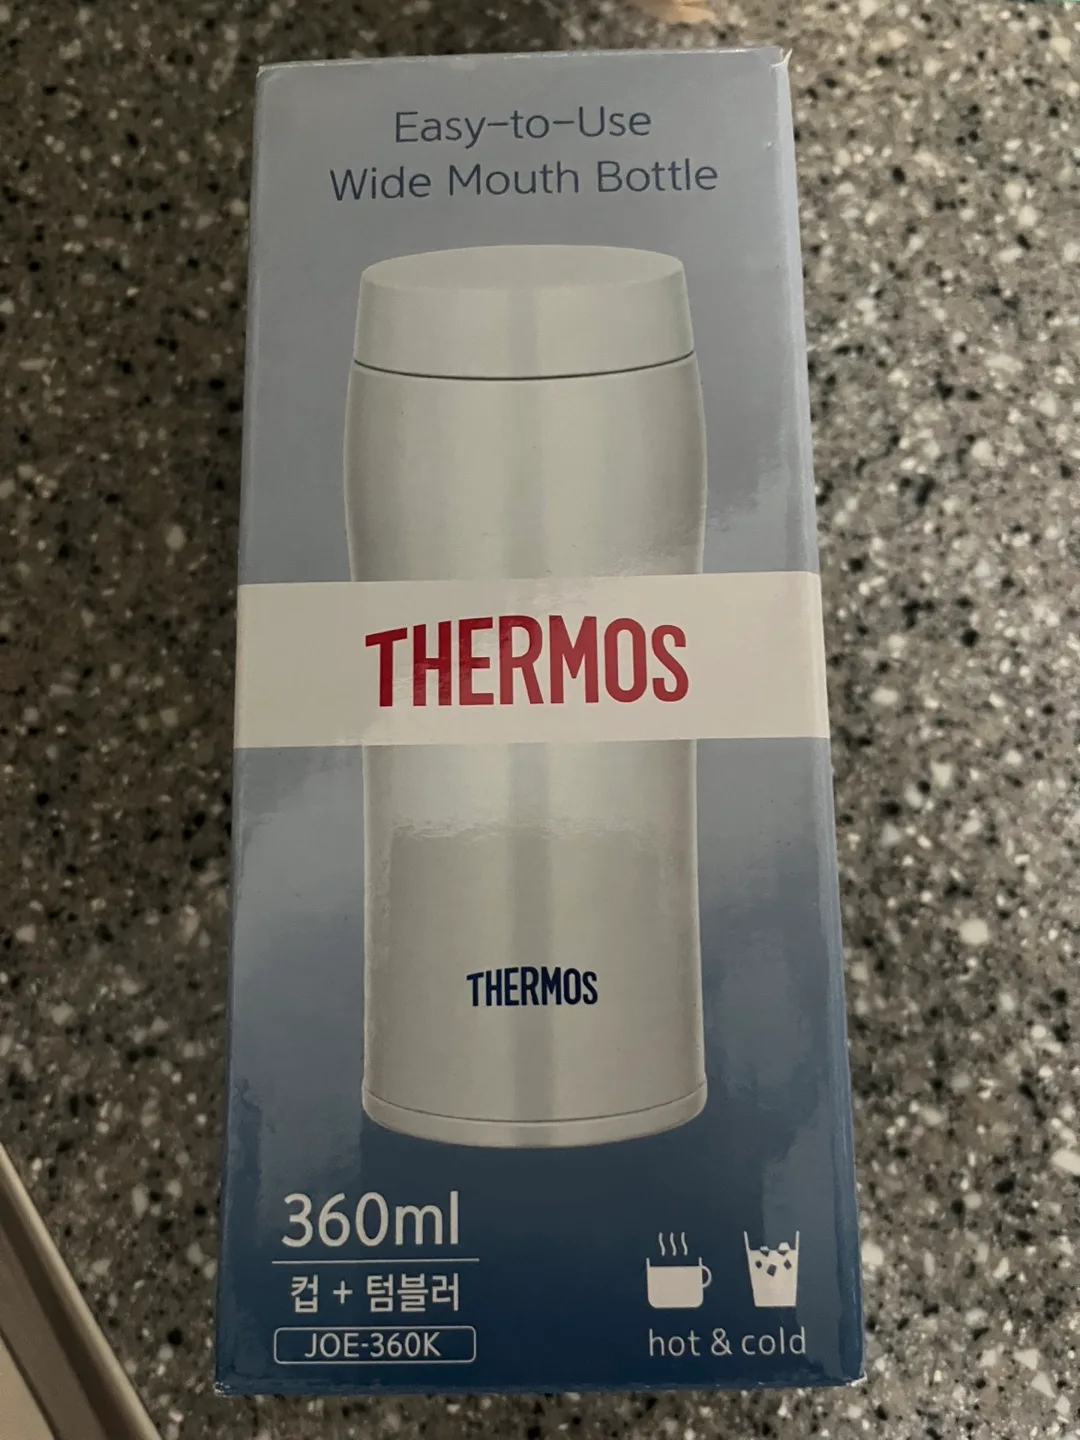 Easy-to-Use
Wide Mouth Bottle
THERMOS
THERMOS
360ml
컵 + 텀블러
JOE-360K
hot & cold